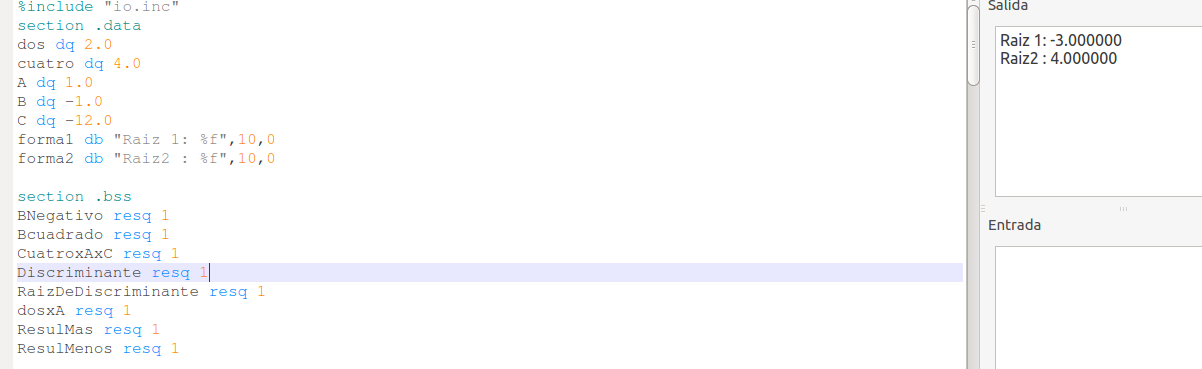 %include "io.inc"
section .data
dos dq 2.0
cuatro dq 4.0
A dq 1.0
B dq -1.0
C dq -12.0
forma1 db "Raiz 1: %f",10,0
forma2 db "Raiz2 : %f",10,0
section .bss
BNegativo resq 1
Bcuadrado resq 1
CuatroxAxC resq 1
Discriminante resq 1
RaizDeDiscriminante resq 1
dosxA resq 1
ResulMas resq 1
ResulMenos resq 1
Salida
Raiz 1: -3.000000
Raiz2 : 4.000000
Entrada